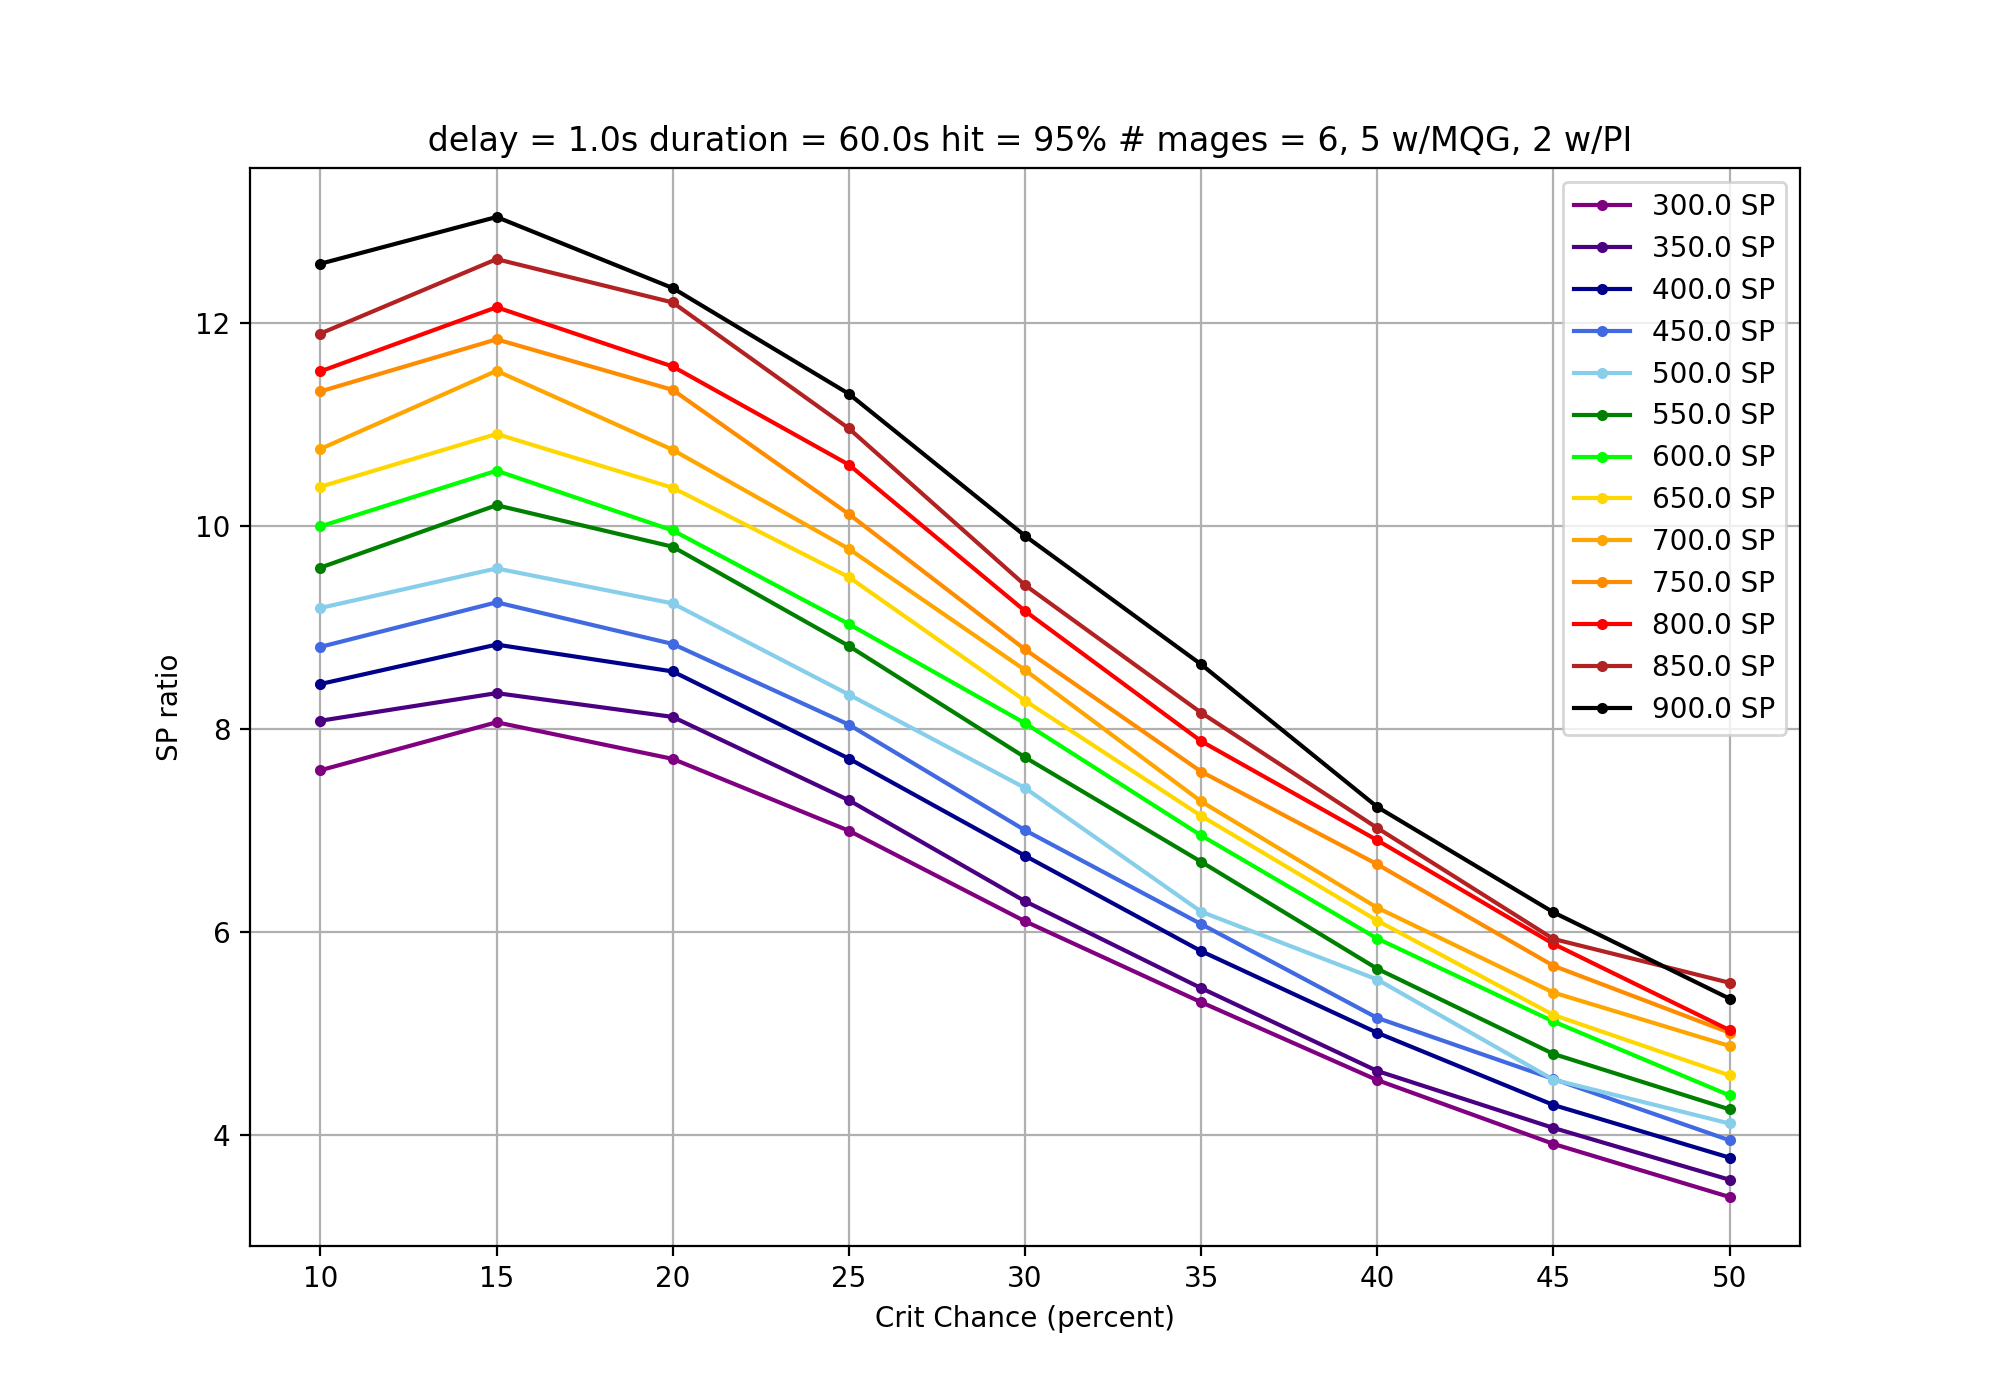 delay = 1.0s duration = 60.0s hit = 95% # mages = 6, 5 w/MQG, 2 w/PI
300.0 SP
350.0 SP
400.0 SP
450.0 SP
500.0 SP
550.0 SP
600.0 SP
650.0 SP
700.0 SP
750.0 SP
800.0 SP
850.0 SP
900.0 SP
12
10
8
6
4
SP ratio
10 15 20 25 30 35 40 45 50
Crit Chance (percent)